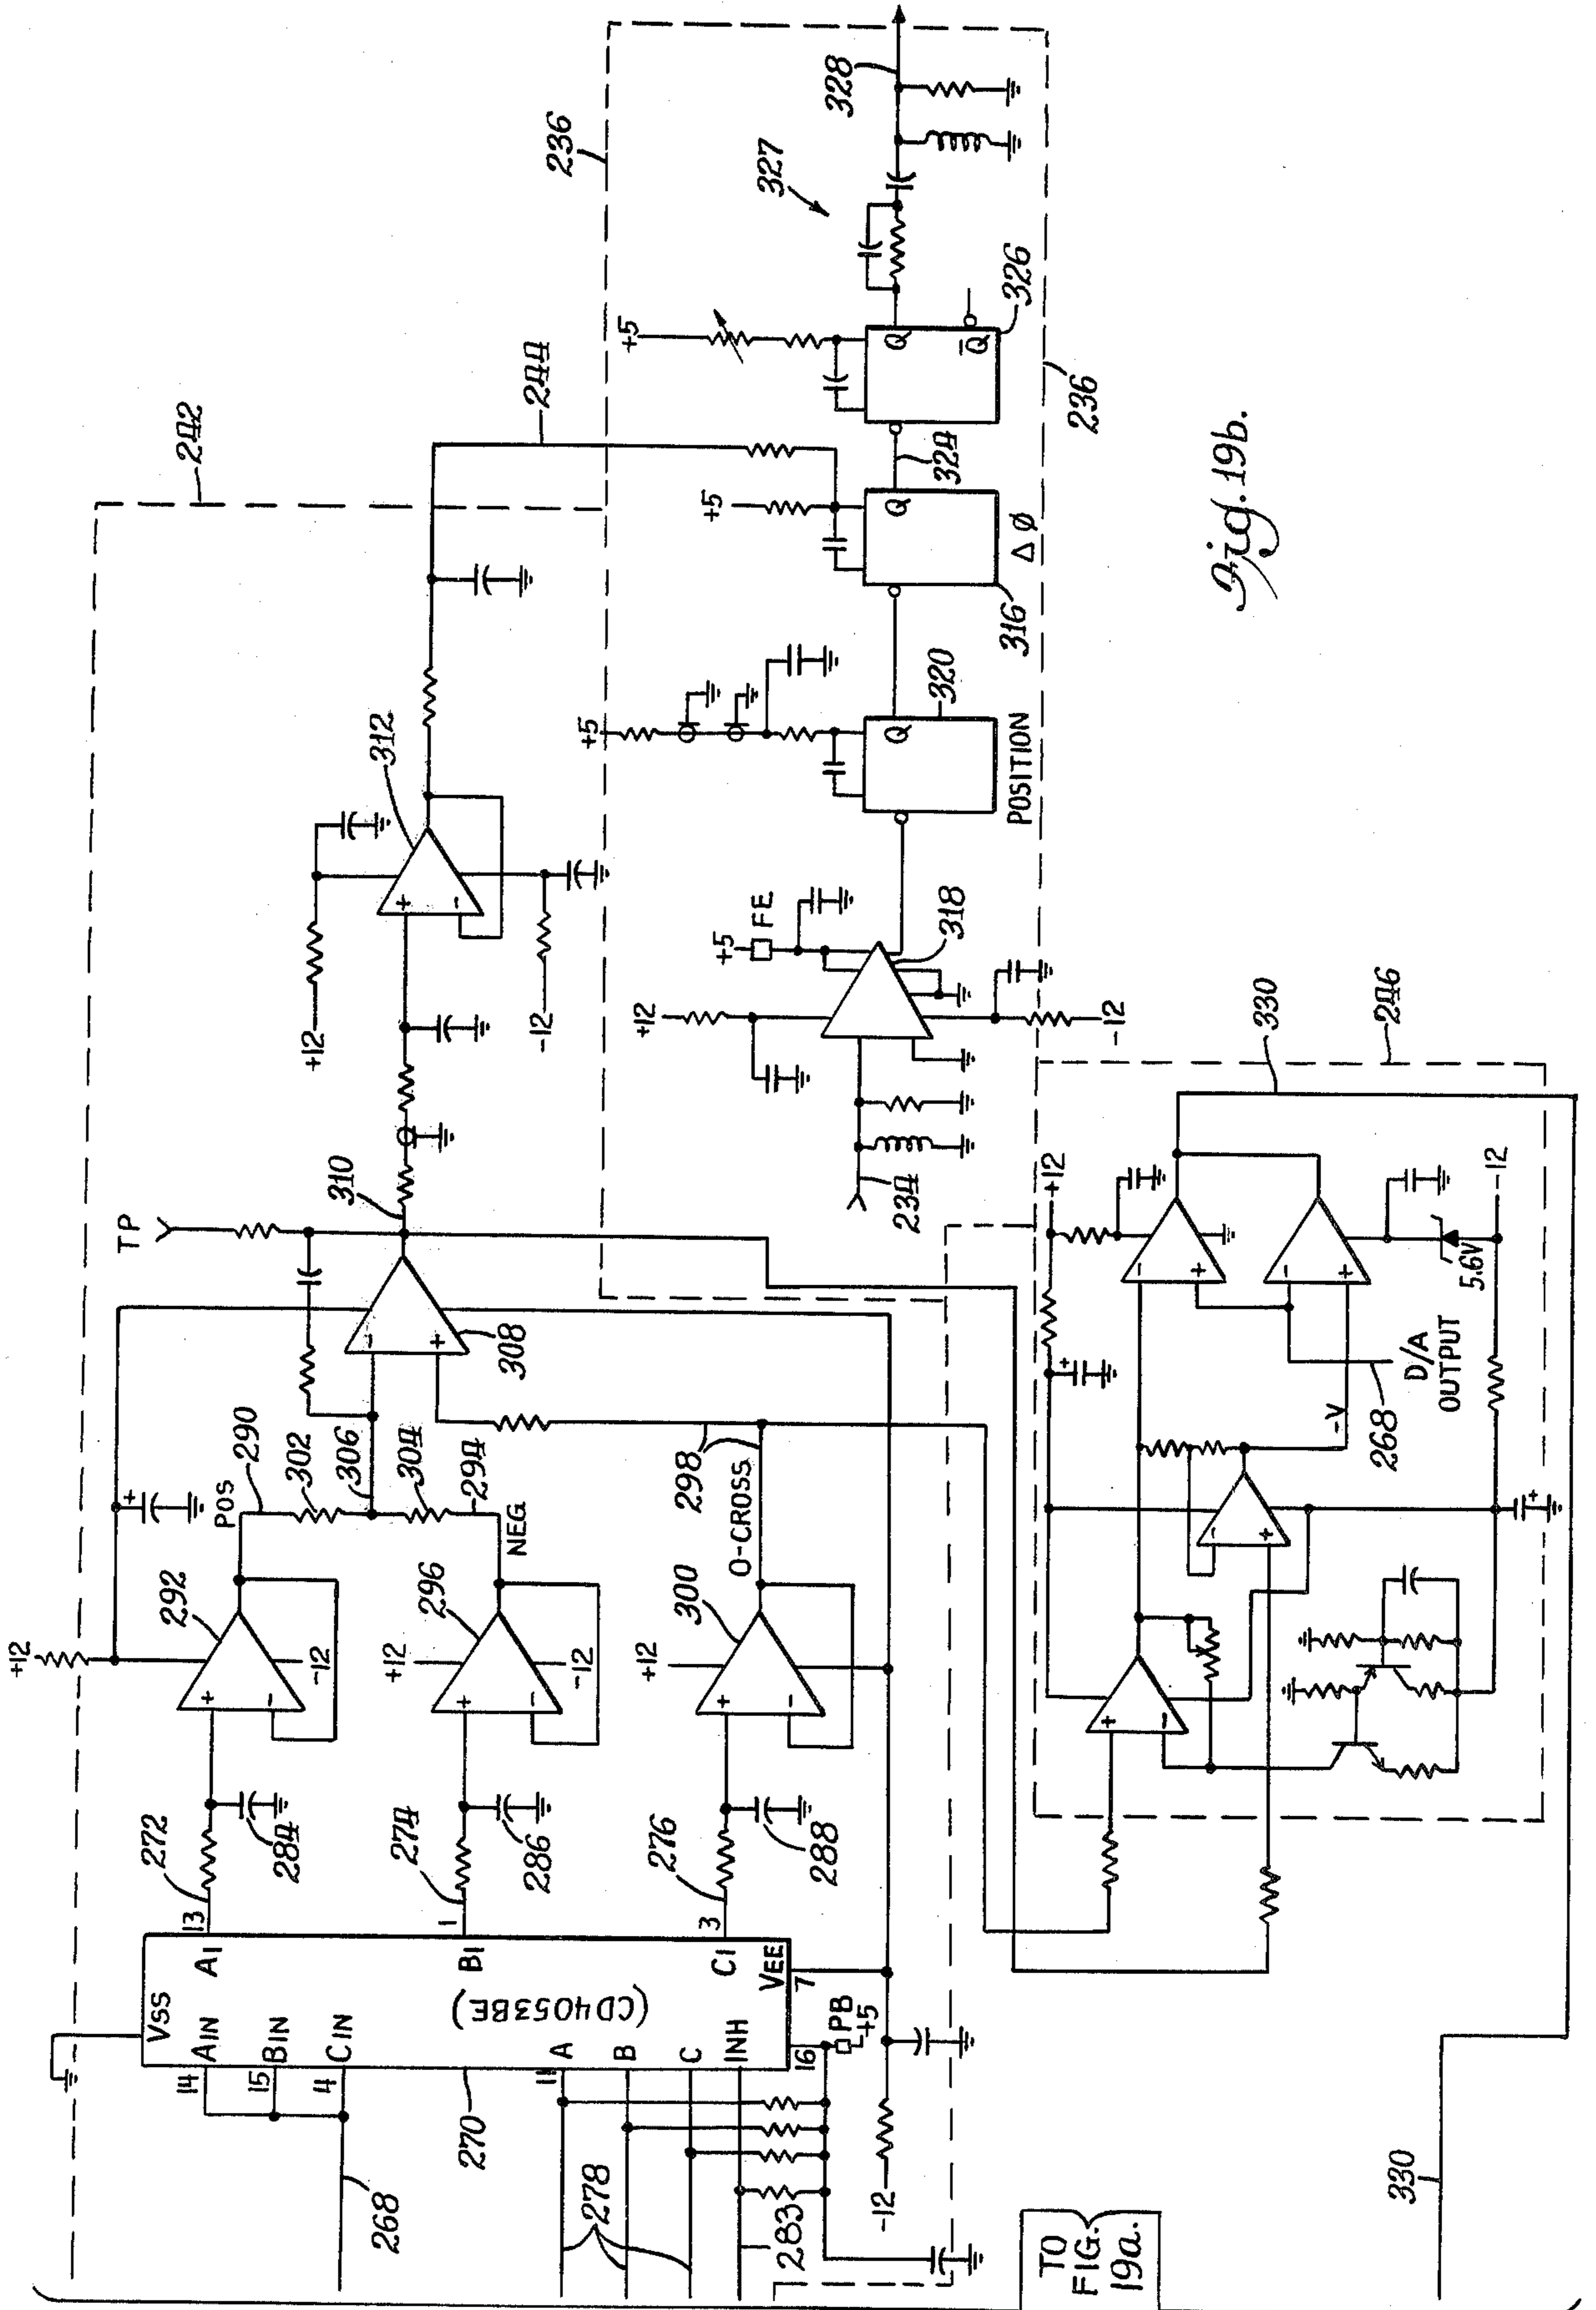 TO
FIG.
19a.
268
278
283
330
-12
270
14
15
4
11
16
7
13
1
3
VSS
AIN
BIN
CIN
A
B
C
INH
A1
B1
C1
VEE
(CD4053BE)
PB
+5
272
284
274
286
276
288
+12
292
-12
+12
296
-12
+12
300
+
-
+
-
+
-
POS
290
302
306
304
294
NEG
O-CROSS
298
308
-
+
TP
310
+12
-12
312
+
-
242
244
234
+12
-12
+5
FE
318
+5
320
Q
POSITION
+5
316
Q
Δ Ø
324
+5
326
Q
Q̅
327
328
236
236
+
-
-
+
+
+
-V
268
D/A
OUTPUT
+12
-
+
-
+
5.6V
-12
330
246
Fig. 19b.